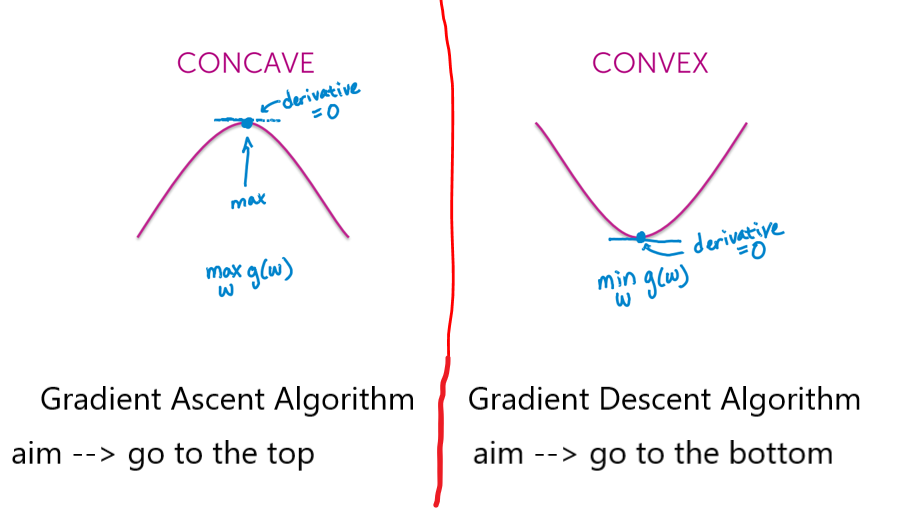 CONCAVE
derivative
=0
max
max g(w)
w
Gradient Ascent Algorithm
aim --> go to the top
CONVEX
derivative
=0
min g(w)
w
Gradient Descent Algorithm
aim --> go to the bottom